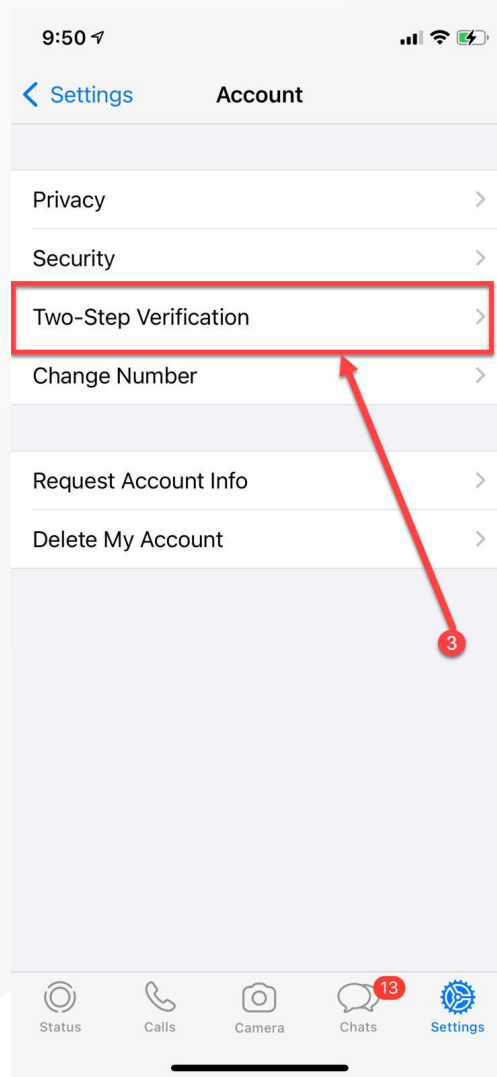 9:50
Settings Account
Privacy
Security
Two-Step Verification
Change Number
Request Account Info
Delete My Account
3
13
Status Calls Camera Chats Settings